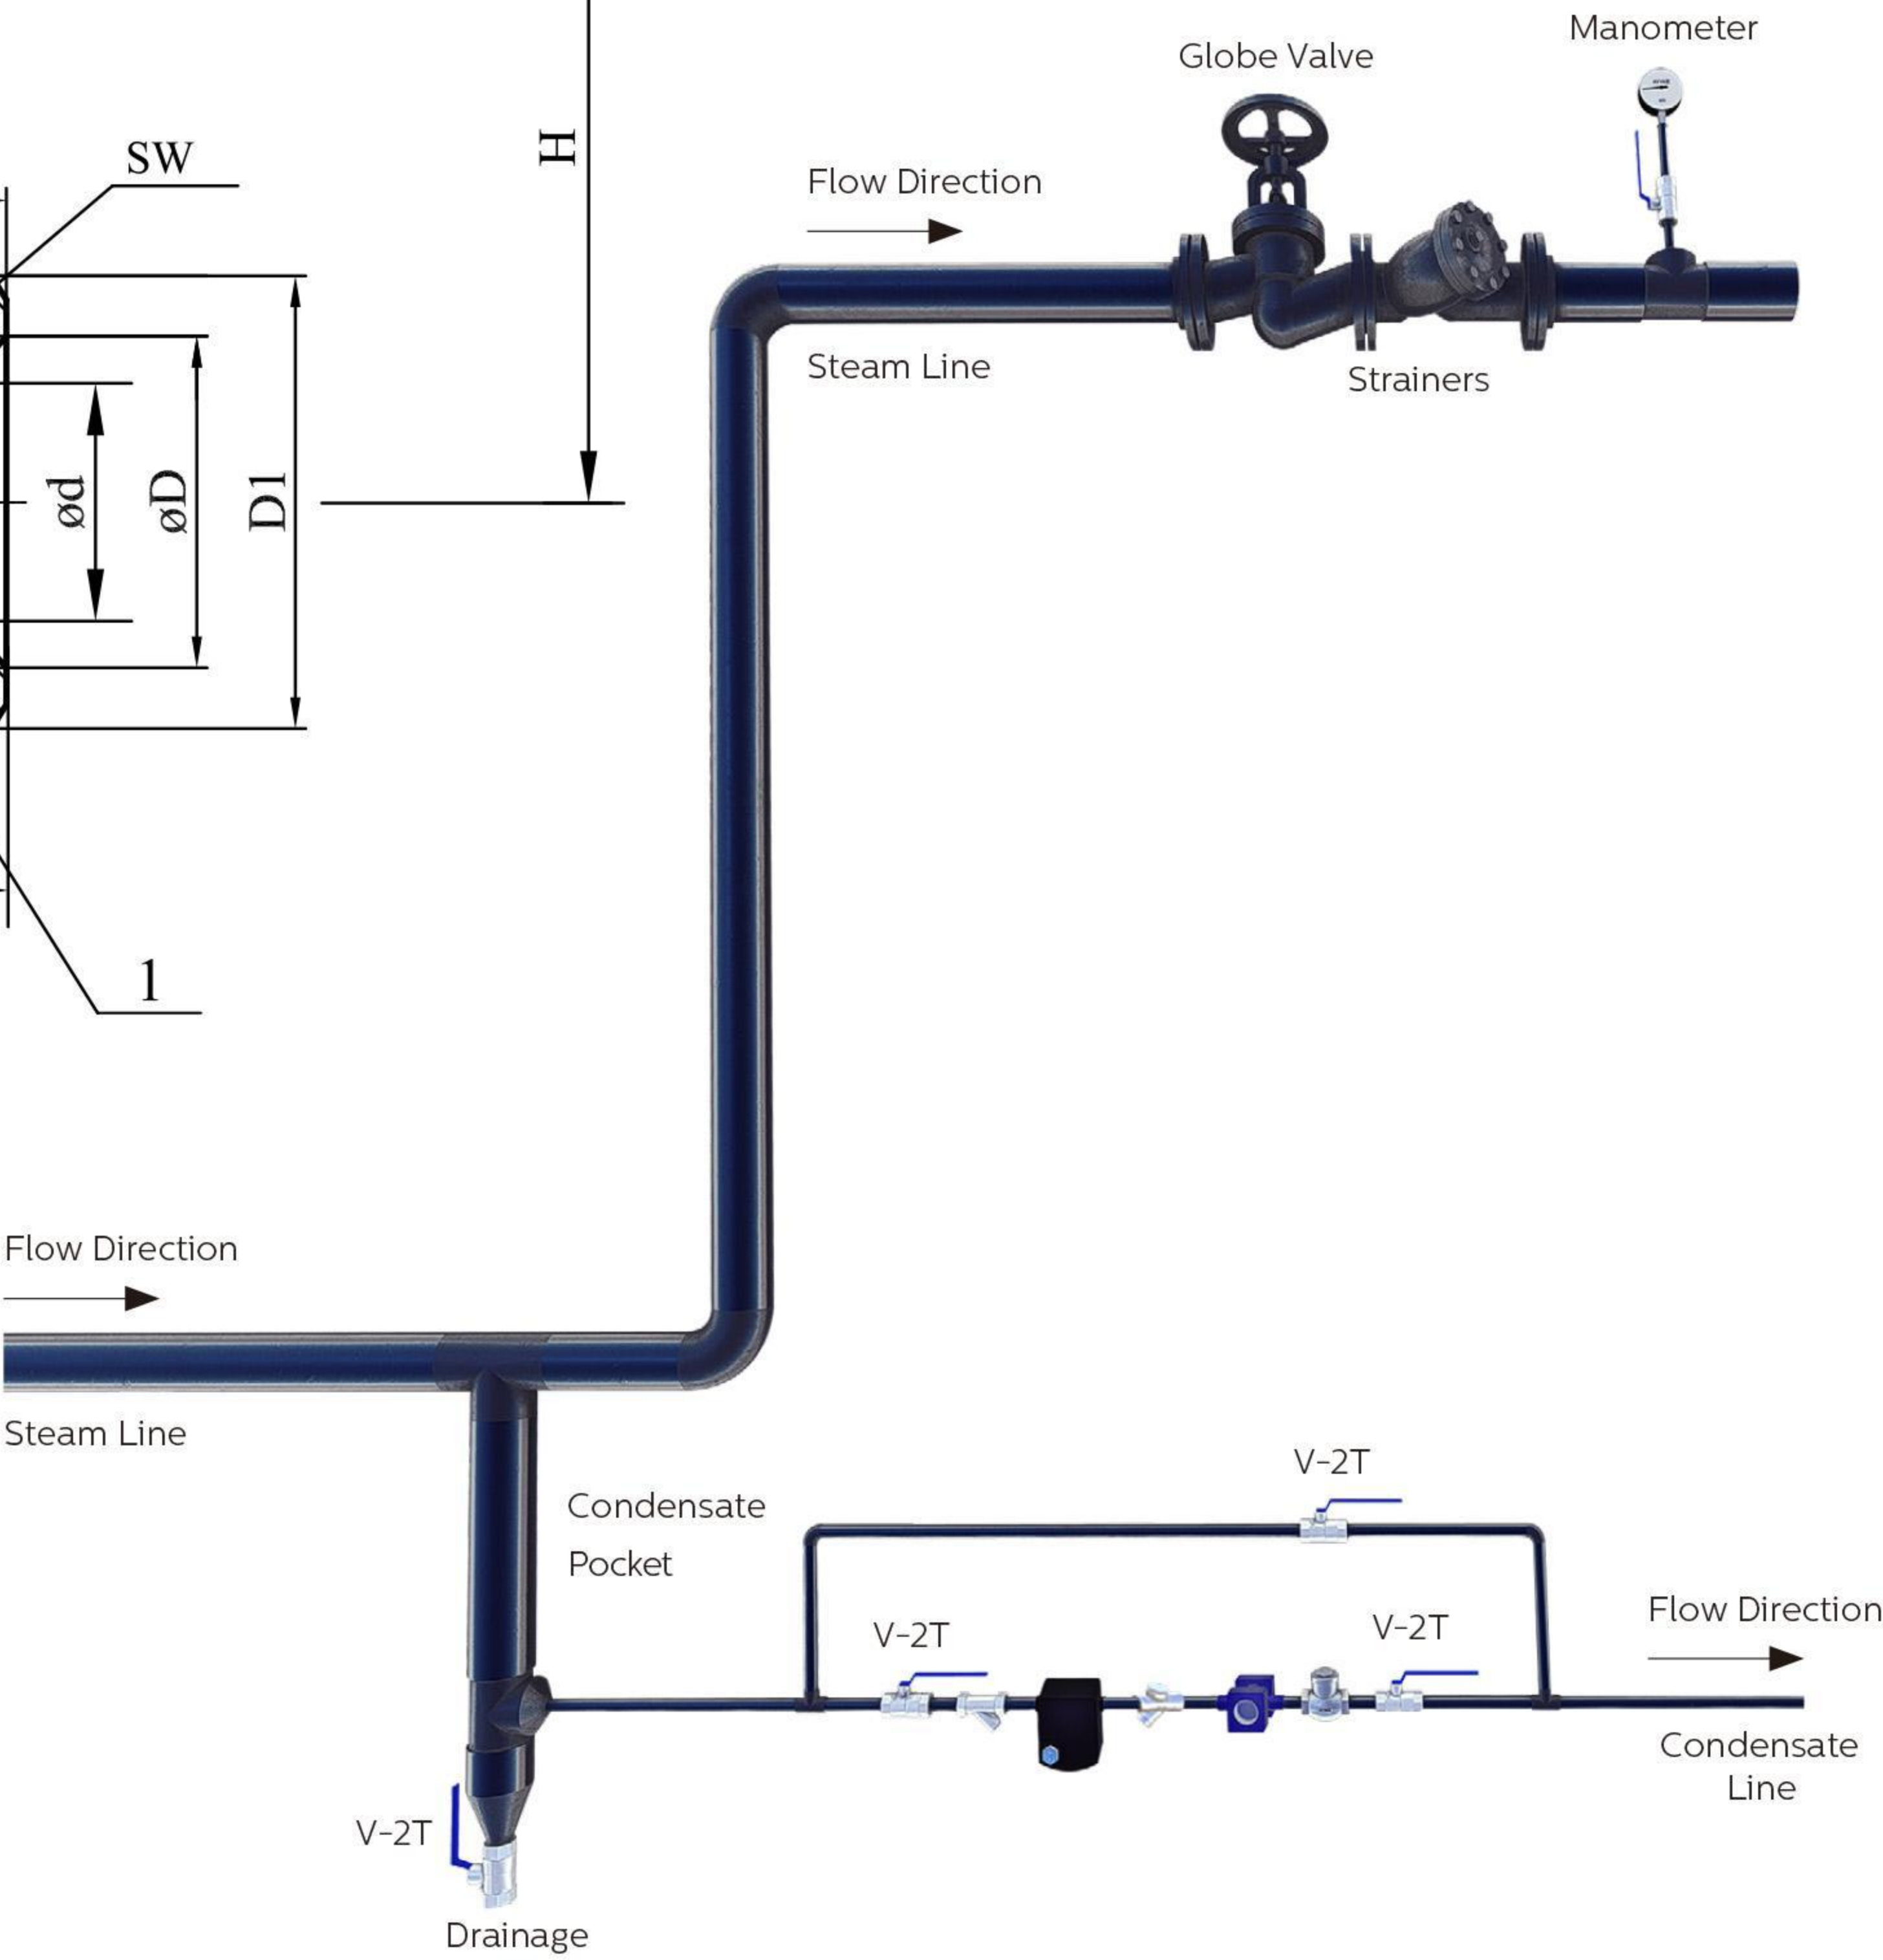 Manometer
Globe Valve
SW
H
Flow Direction
Steam Line
Strainers
ød
øD
D1
1
Flow Direction
Steam Line
Condensate
Pocket
V-2T
V-2T
V-2T
Flow Direction
Condensate
Line
V-2T
Drainage